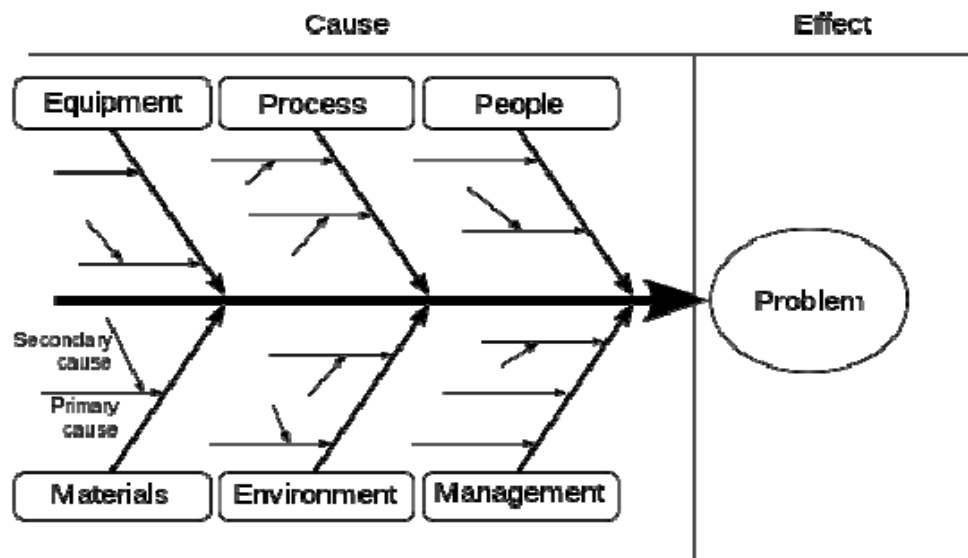 Cause
Effect
Equipment
Process
People
Problem
Secondary
cause
Primary
cause
Materials
Environment
Management